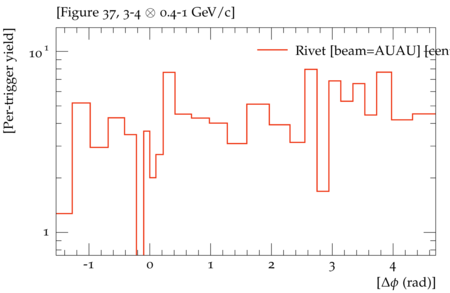 [Figure 37, 3-4 ⊗ 0.4-1 GeV/c]
[Per-trigger yield]
10¹
Rivet [beam=AUAU] [cen
1
-1 0 1 2 3 4
[Δϕ (rad)]